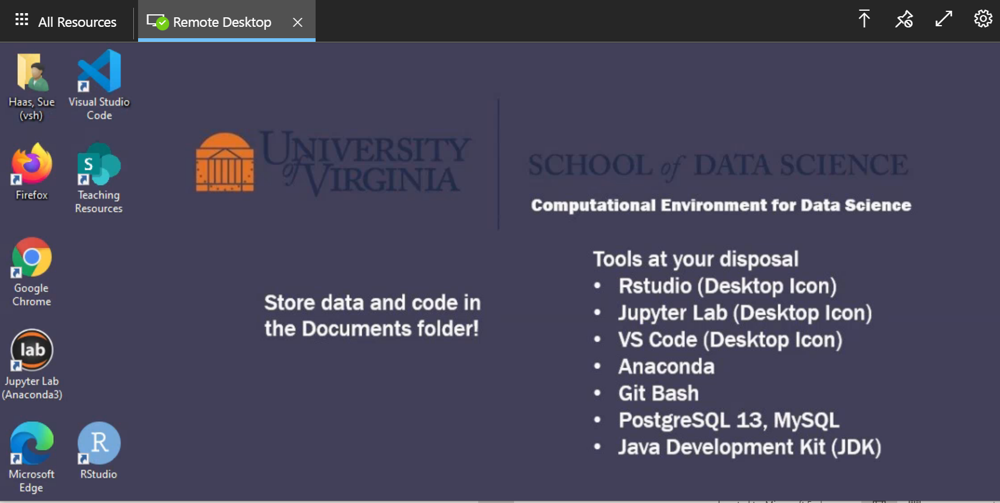 All Resources
Remote Desktop
Haas, Sue
(vsh)
Visual Studio
Code
Firefox
S
Teaching
Resources
Google
Chrome
lab
Jupyter Lab
(Anaconda3)
Microsoft
Edge
R
RStudio
UNIVERSITY
of VIRGINIA
SCHOOL of DATA SCIENCE
Computational Environment for Data Science
Store data and code in
the Documents folder!
Tools at your disposal
• Rstudio (Desktop Icon)
• Jupyter Lab (Desktop Icon)
• VS Code (Desktop Icon)
• Anaconda
• Git Bash
• PostgreSQL 13, MySQL
• Java Development Kit (JDK)